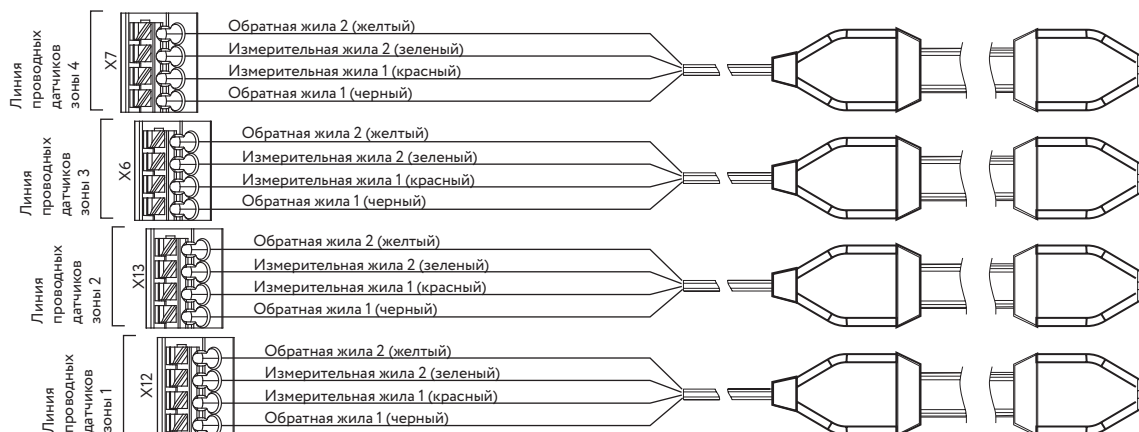 Линия
проводных
датчиков
зоны 4
X7
Обратная жила 2 (желтый)
Измерительная жила 2 (зеленый)
Измерительная жила 1 (красный)
Обратная жила 1 (черный)
Линия
проводных
датчиков
зоны 3
X6
Обратная жила 2 (желтый)
Измерительная жила 2 (зеленый)
Измерительная жила 1 (красный)
Обратная жила 1 (черный)
Линия
проводных
датчиков
зоны 2
X13
Обратная жила 2 (желтый)
Измерительная жила 2 (зеленый)
Измерительная жила 1 (красный)
Обратная жила 1 (черный)
Линия
проводных
датчиков
зоны 1
X12
Обратная жила 2 (желтый)
Измерительная жила 2 (зеленый)
Измерительная жила 1 (красный)
Обратная жила 1 (черный)